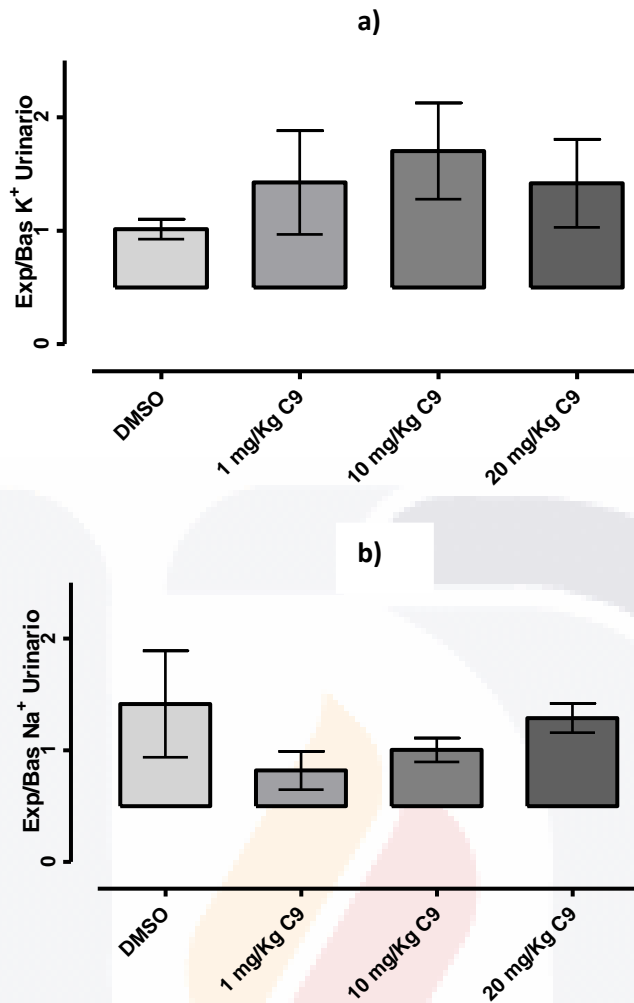 a)
Exp/Bas K⁺ Urinario
2
1
0
DMSO
1 mg/Kg C9
10 mg/Kg C9
20 mg/Kg C9
b)
Exp/Bas Na⁺ Urinario
2
1
0
DMSO
1 mg/Kg C9
10 mg/Kg C9
20 mg/Kg C9